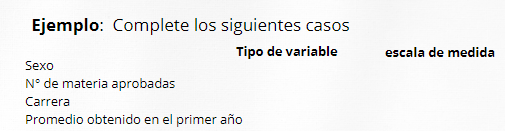 Ejemplo: Complete los siguientes casos
Tipo de variable escala de medida
Sexo
N° de materia aprobadas
Carrera
Promedio obtenido en el primer año